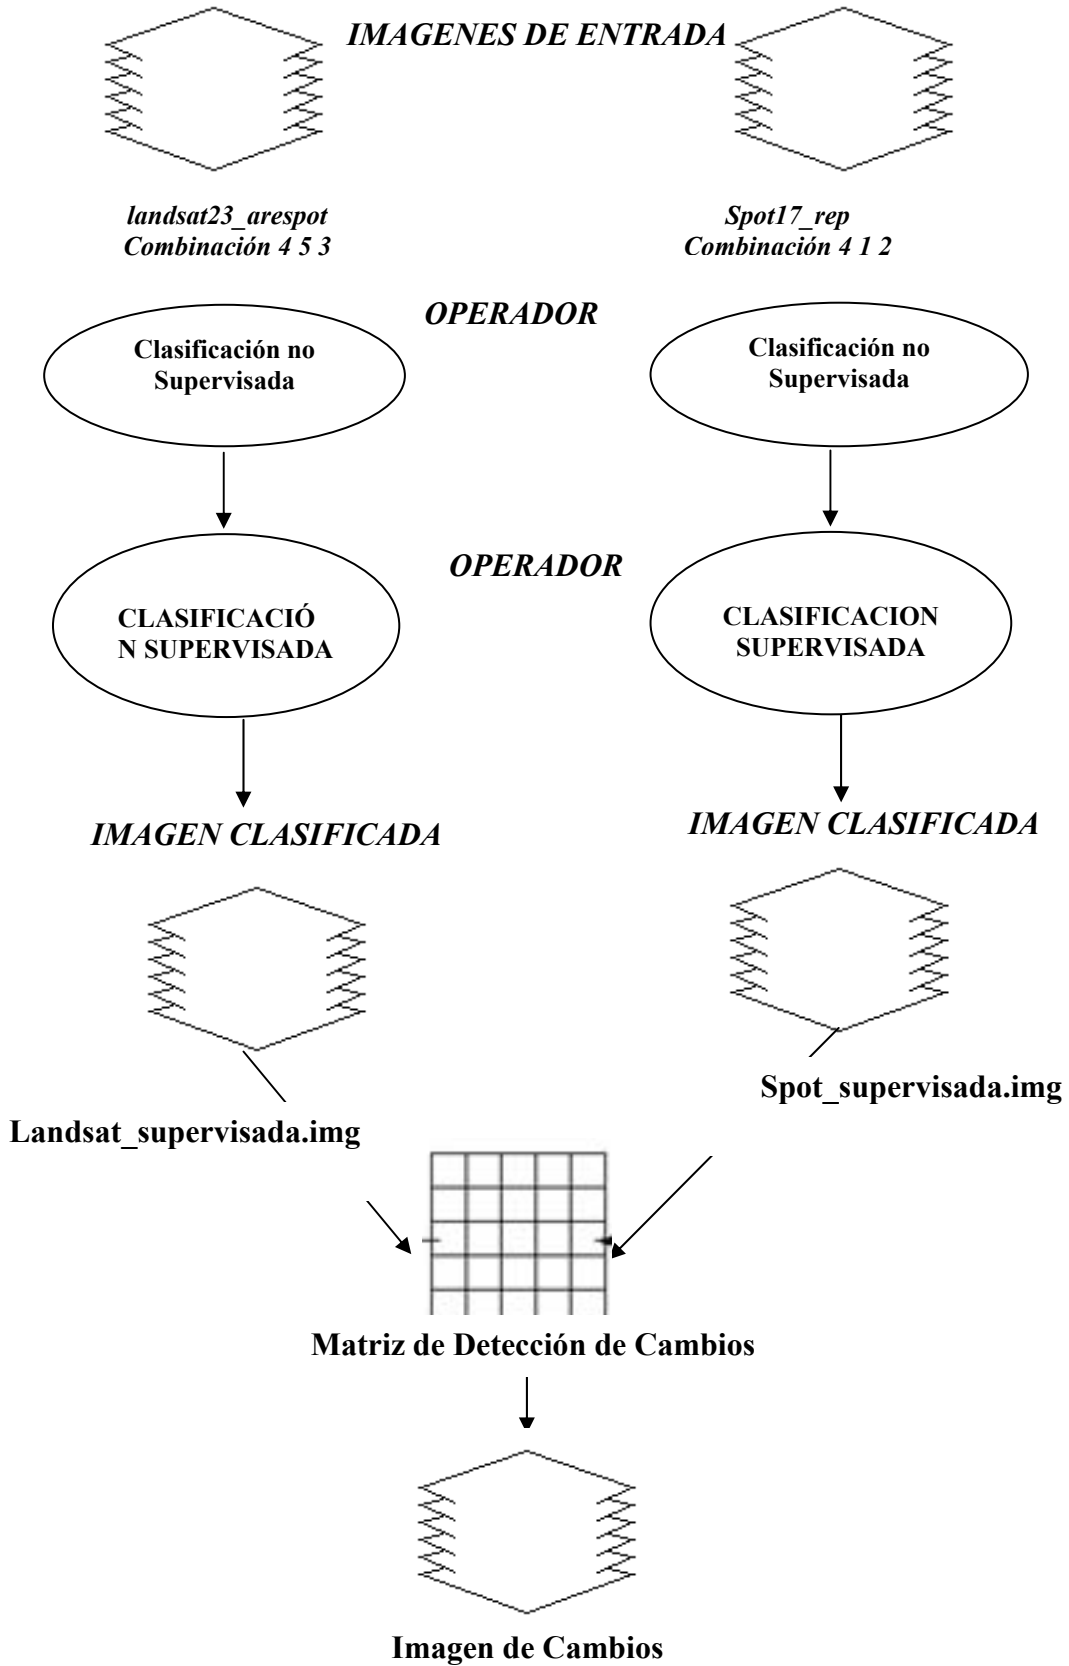 IMAGENES DE ENTRADA
landsat23_arespot
Combinación 4 5 3
Spot17_rep
Combinación 4 1 2
OPERADOR
Clasificación no
Supervisada
Clasificación no
Supervisada
OPERADOR
CLASIFICACIÓ
N SUPERVISADA
CLASIFICACION
SUPERVISADA
IMAGEN CLASIFICADA
IMAGEN CLASIFICADA
Spot_supervisada.img
Landsat_supervisada.img
Matriz de Detección de Cambios
Imagen de Cambios